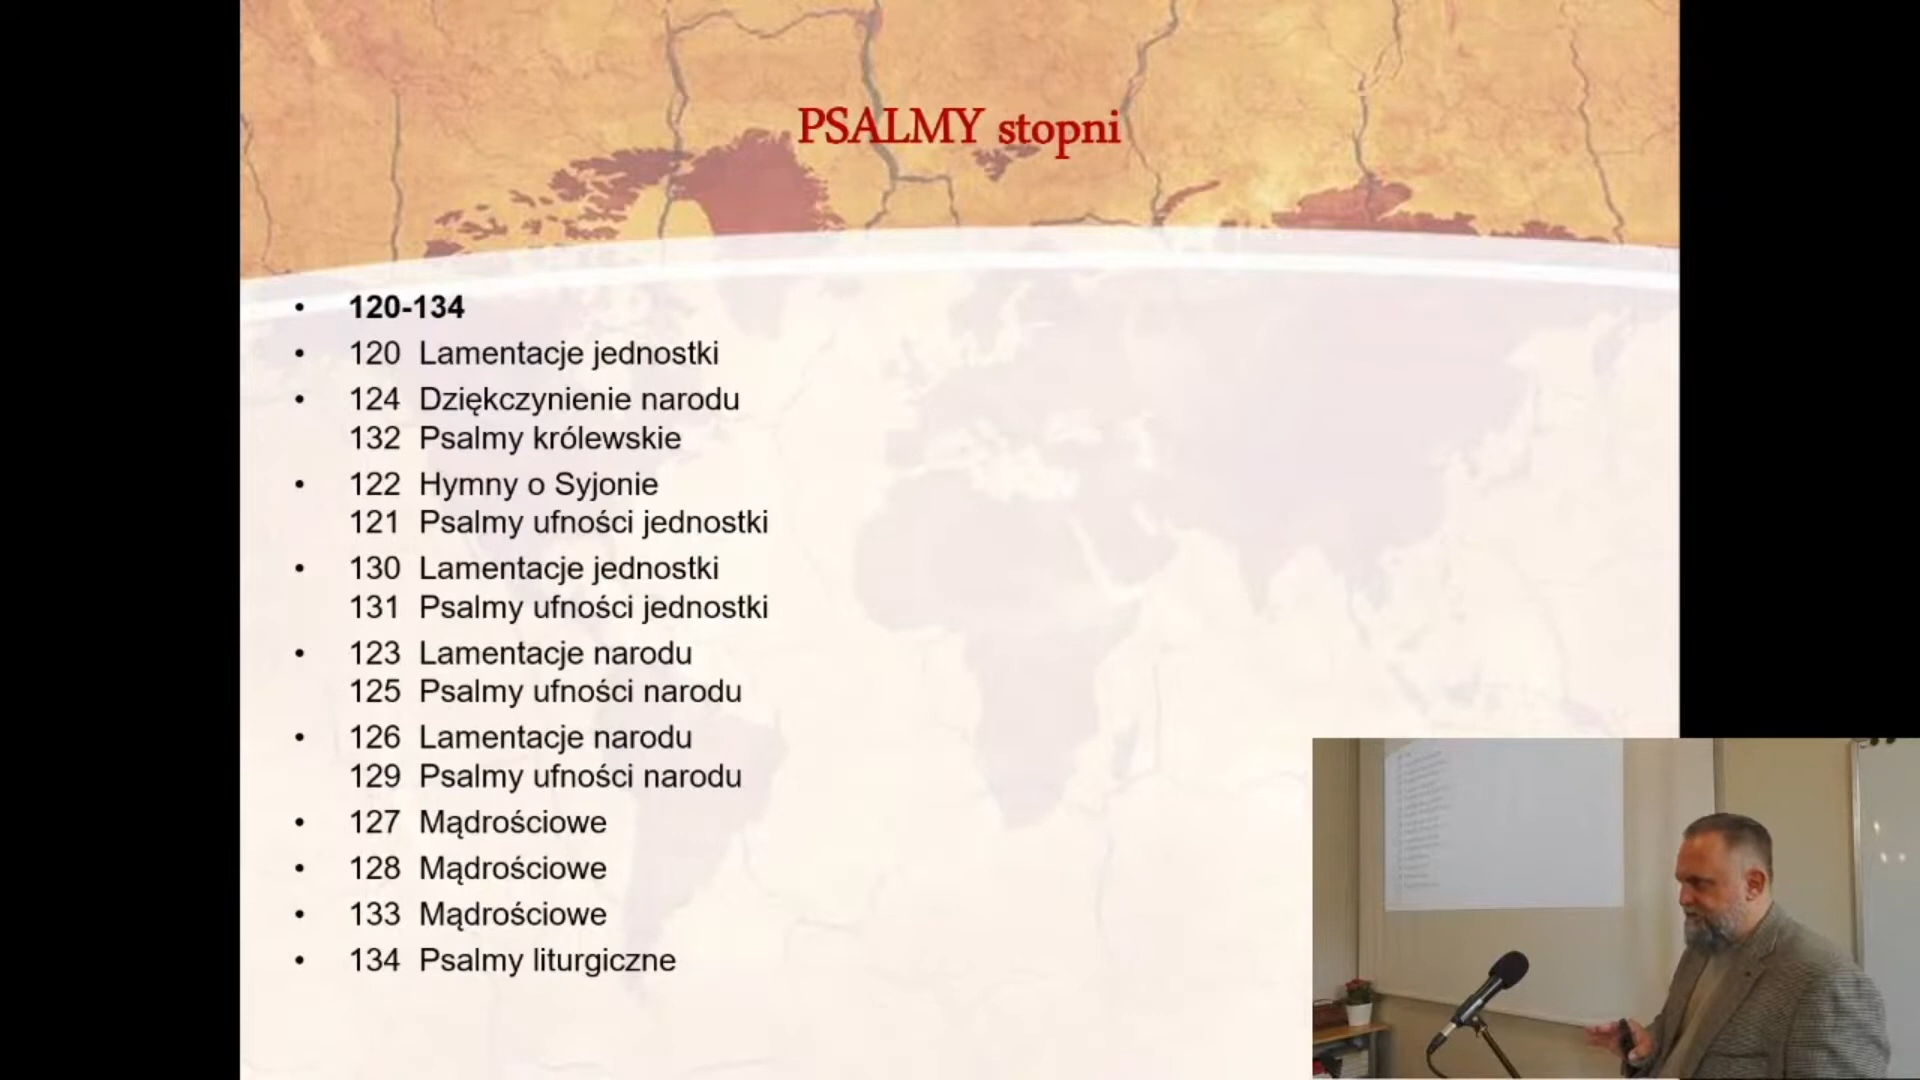 PSALMY stopni
• 120-134
• 120 Lamentacje jednostki
• 124 Dziękczynienie narodu
132 Psalmy królewskie
• 122 Hymny o Syjonie
121 Psalmy ufności jednostki
• 130 Lamentacje jednostki
131 Psalmy ufności jednostki
• 123 Lamentacje narodu
125 Psalmy ufności narodu
• 126 Lamentacje narodu
129 Psalmy ufności narodu
• 127 Mądrościowe
• 128 Mądrościowe
• 133 Mądrościowe
• 134 Psalmy liturgiczne